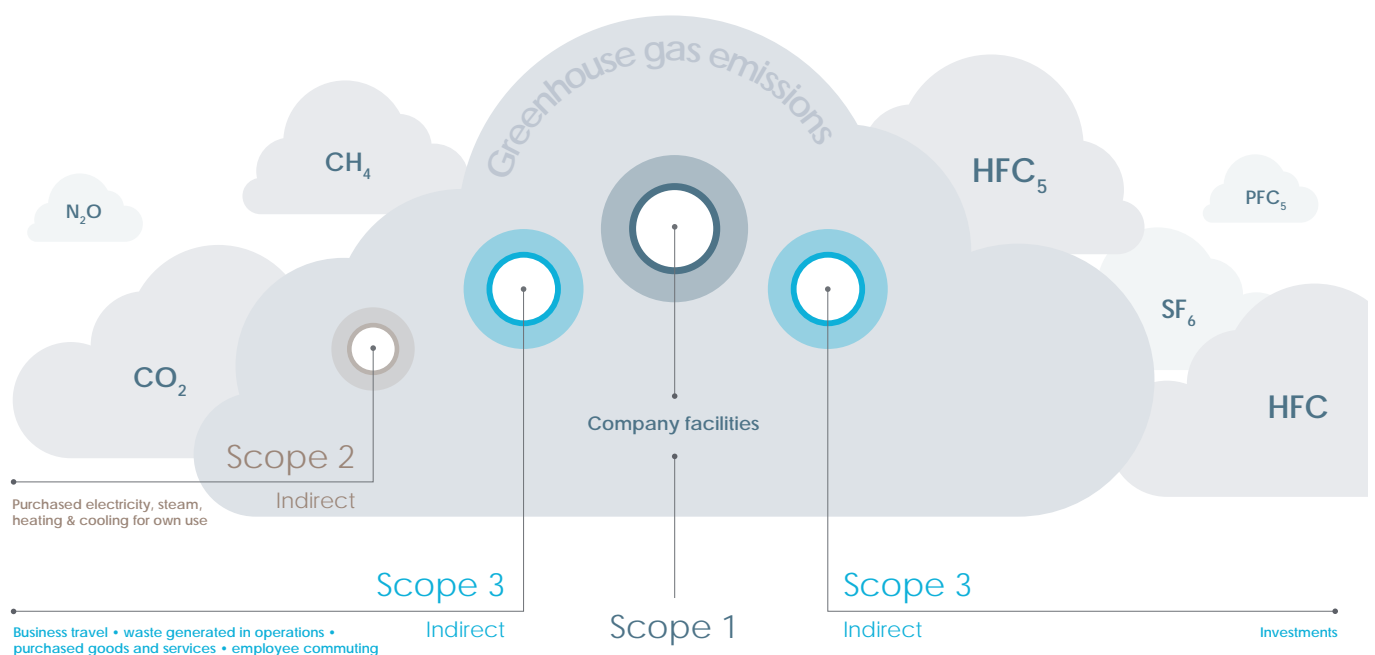 Greenhouse gas emissions
CH4
HFC5
N2O
PFC5
SF6
CO2
HFC
Company facilities
Scope 2
Indirect
Purchased electricity, steam,
heating & cooling for own use
Scope 3
Indirect
Business travel • waste generated in operations •
purchased goods and services • employee commuting
Scope 1
Scope 3
Indirect
Investments